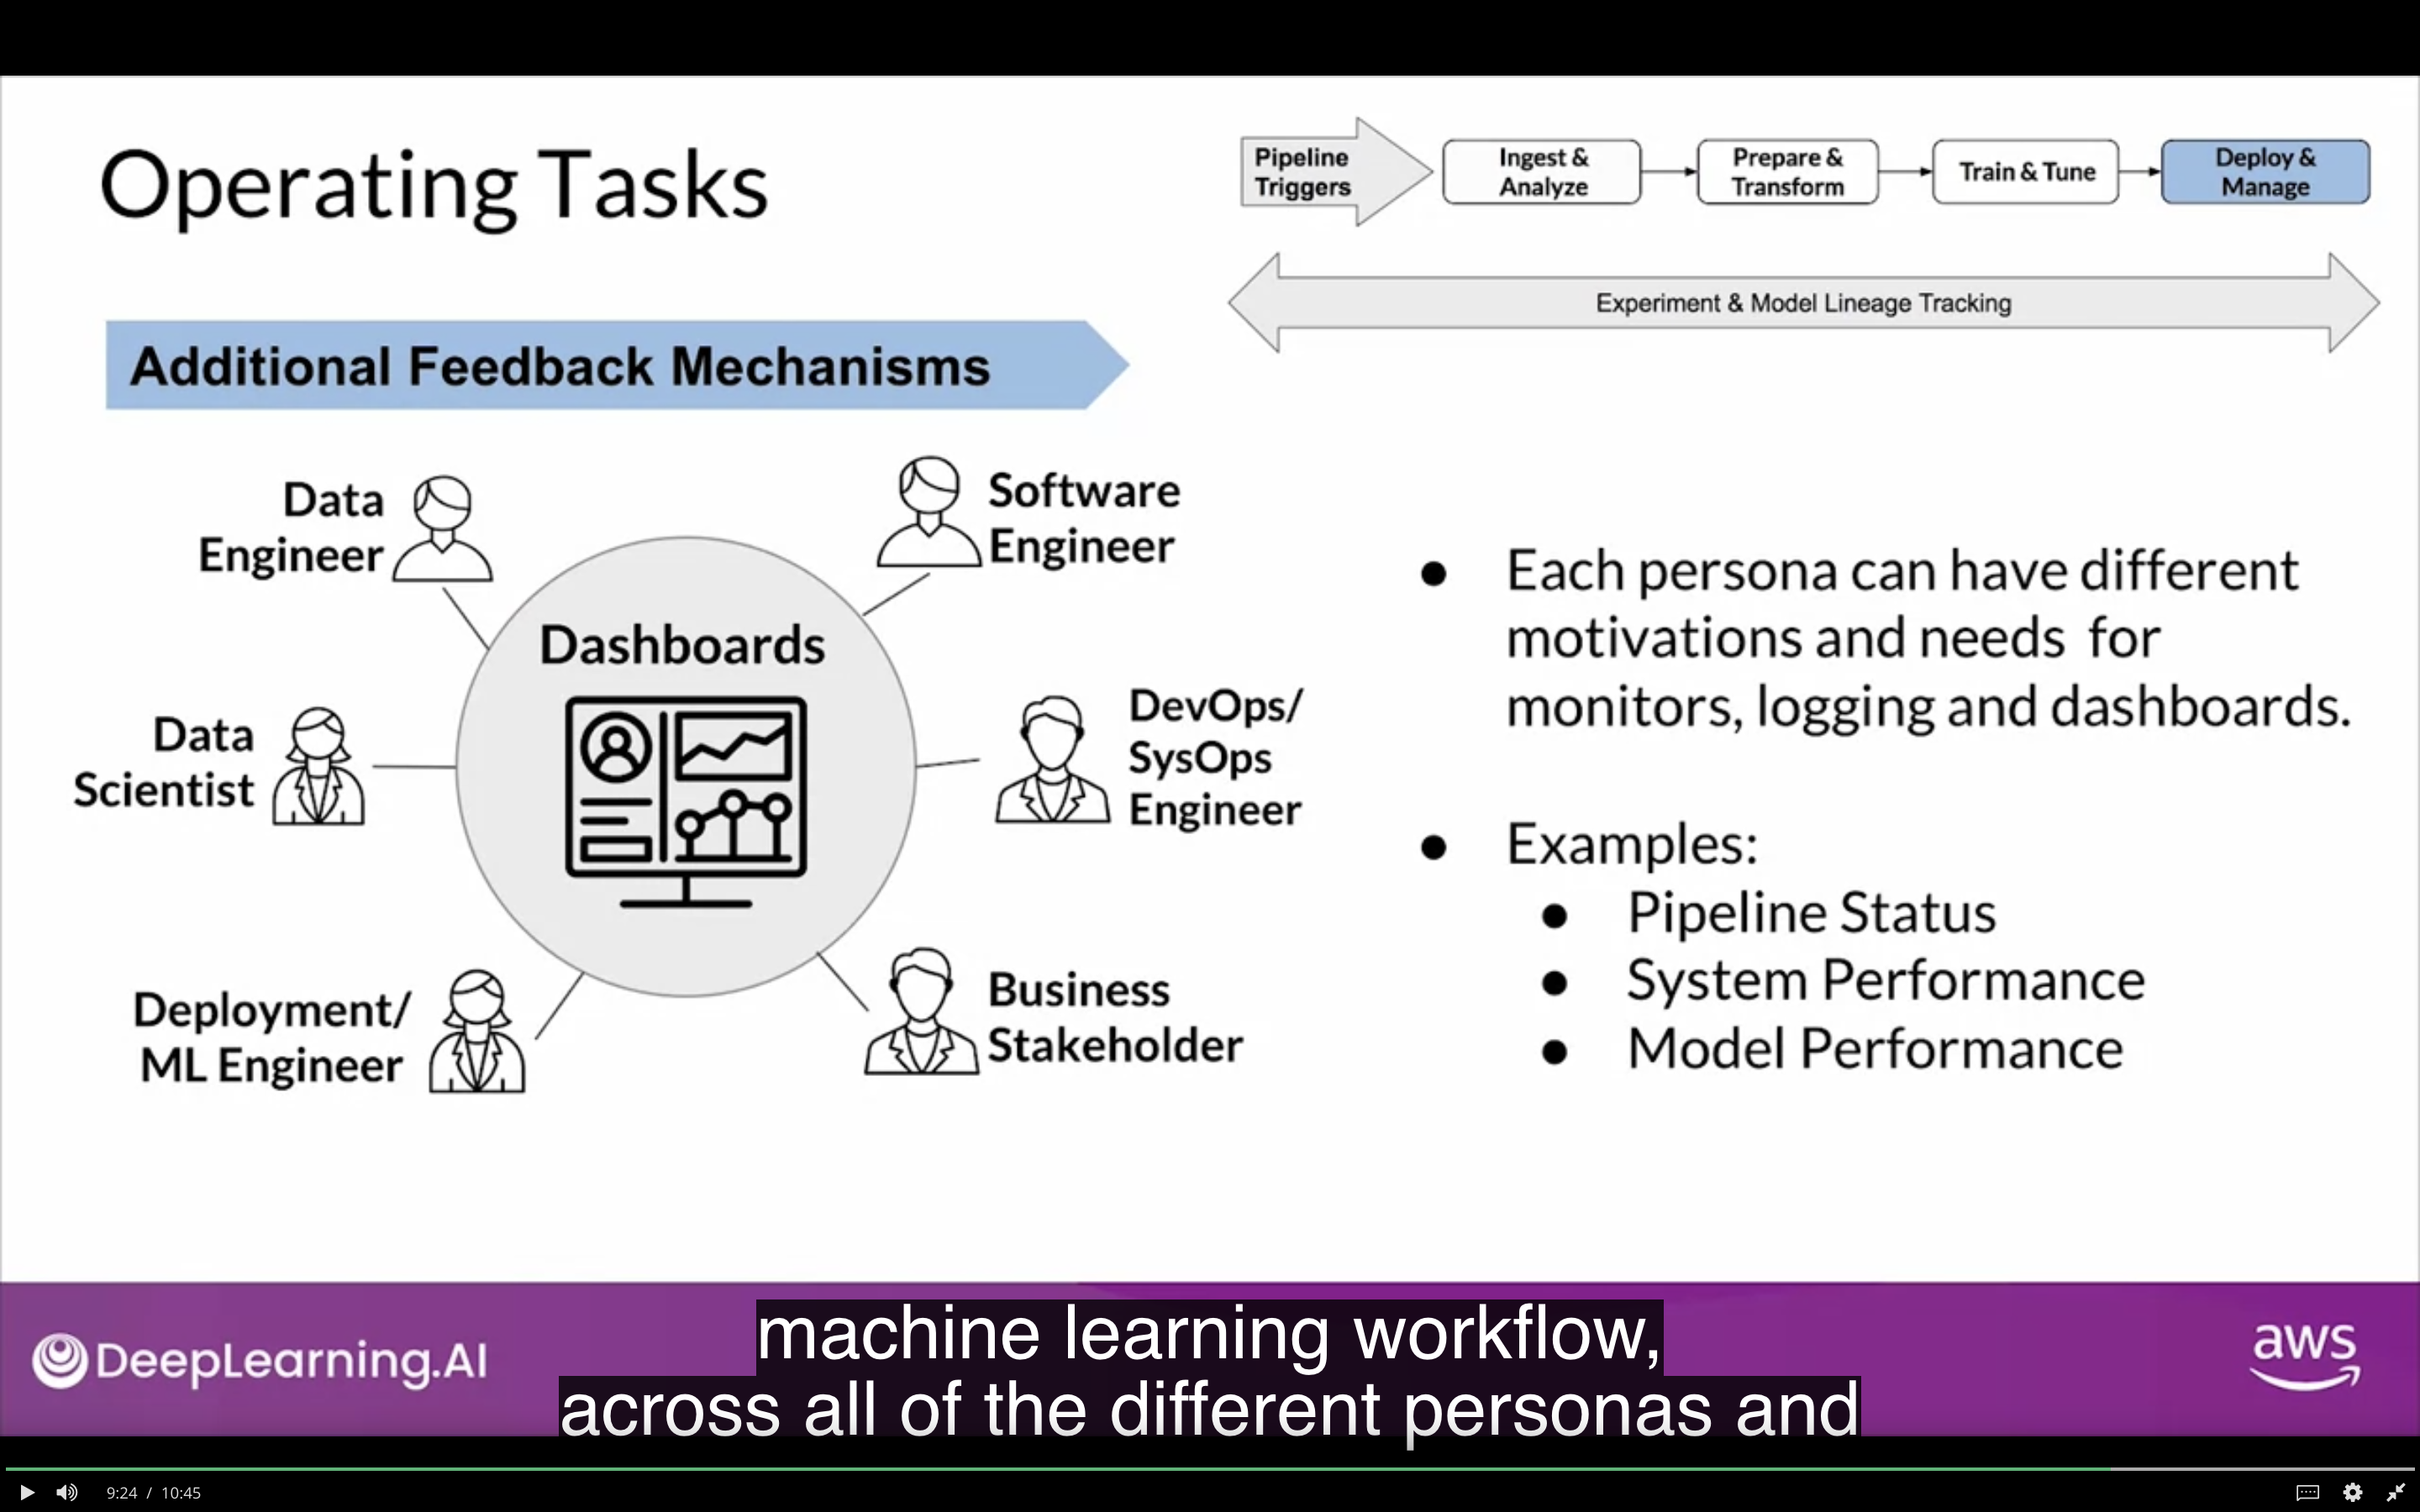 Operating Tasks
Pipeline
Triggers
Ingest &
Analyze
Prepare &
Transform
Train & Tune
Deploy &
Manage
Experiment & Model Lineage Tracking
Additional Feedback Mechanisms
Data
Engineer
Software
Engineer
Dashboards
Data
Scientist
DevOps/
SysOps
Engineer
Deployment/
ML Engineer
Business
Stakeholder
● Each persona can have different
motivations and needs for
monitors, logging and dashboards.
● Examples:
● Pipeline Status
● System Performance
● Model Performance
DeepLearning.AI
machine learning workflow,
across all of the different personas and
aws
9:24 / 10:45